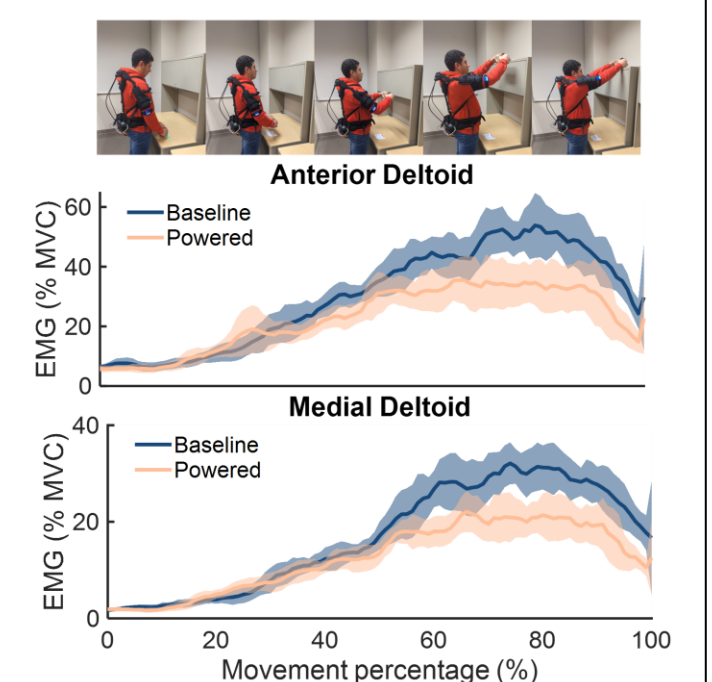 Anterior Deltoid
60
40
20
0
EMG (% MVC)
Baseline
Powered
Medial Deltoid
40
20
0
EMG (% MVC)
Baseline
Powered
0 20 40 60 80 100
Movement percentage (%)